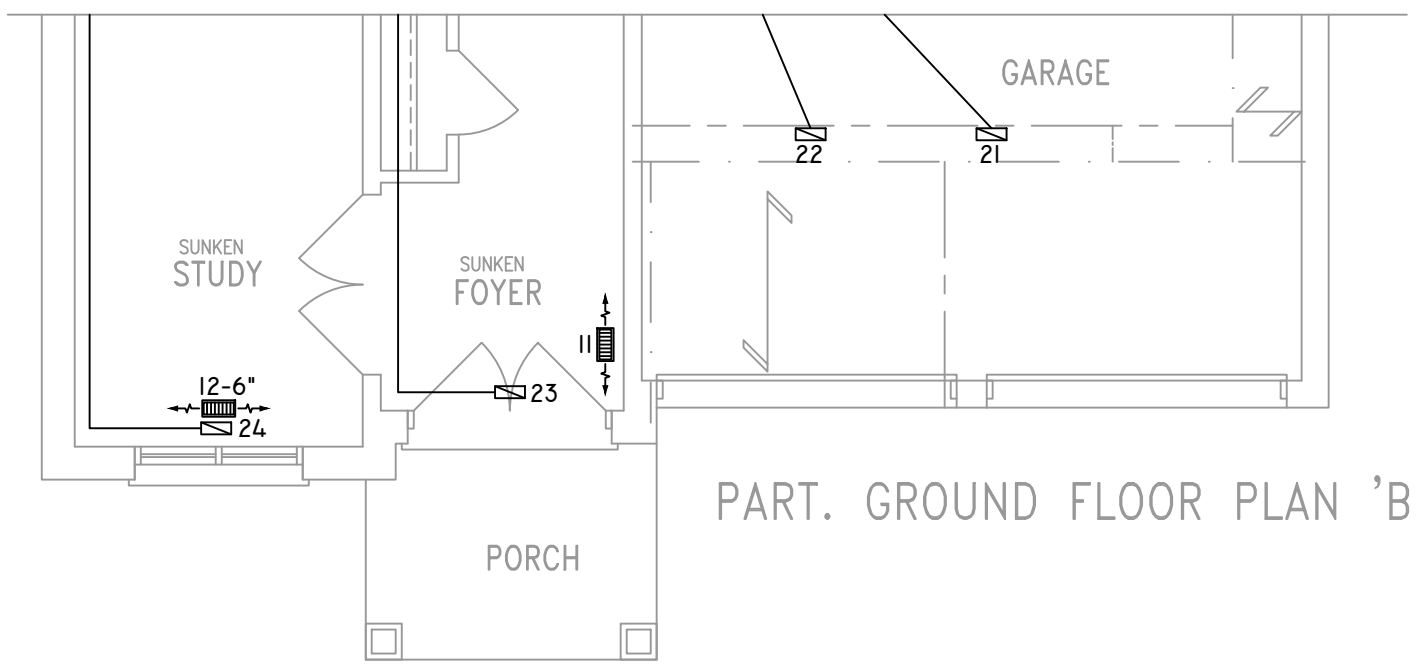 GARAGE
22
21
SUNKEN
STUDY
SUNKEN
FOYER
11
12-6"
24
23
PART. GROUND FLOOR PLAN 'B
PORCH